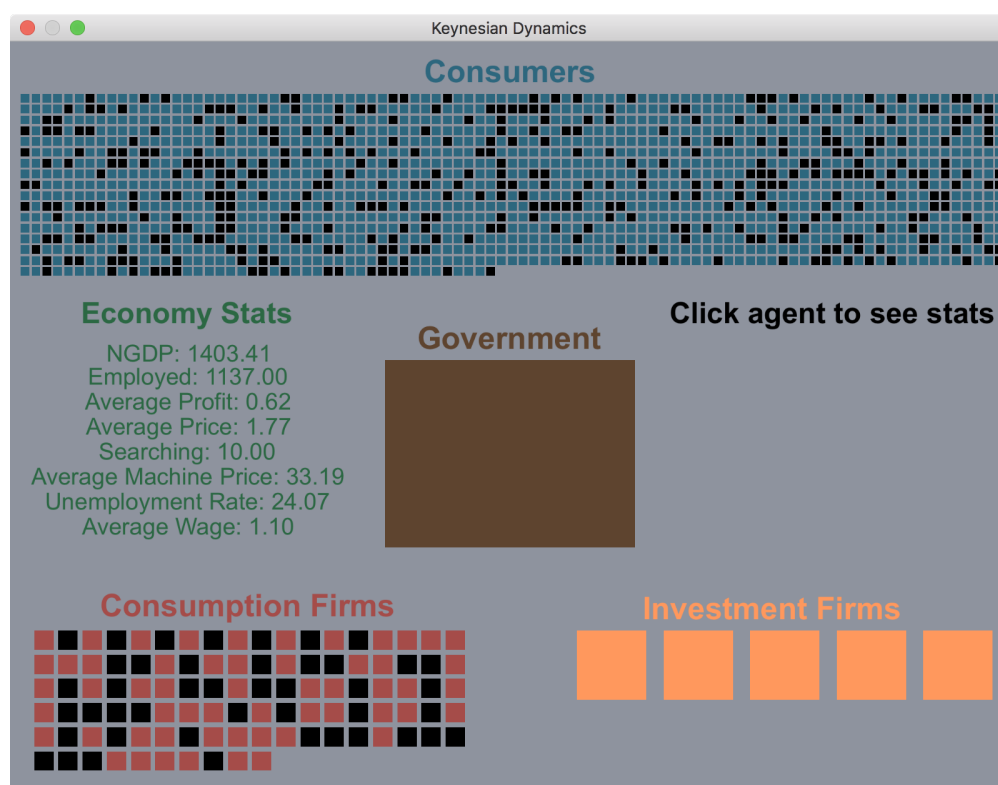 Keynesian Dynamics
Consumers
Economy Stats
NGDP: 1403.41
Employed: 1137.00
Average Profit: 0.62
Average Price: 1.77
Searching: 10.00
Average Machine Price: 33.19
Unemployment Rate: 24.07
Average Wage: 1.10
Government
Click agent to see stats
Consumption Firms
Investment Firms